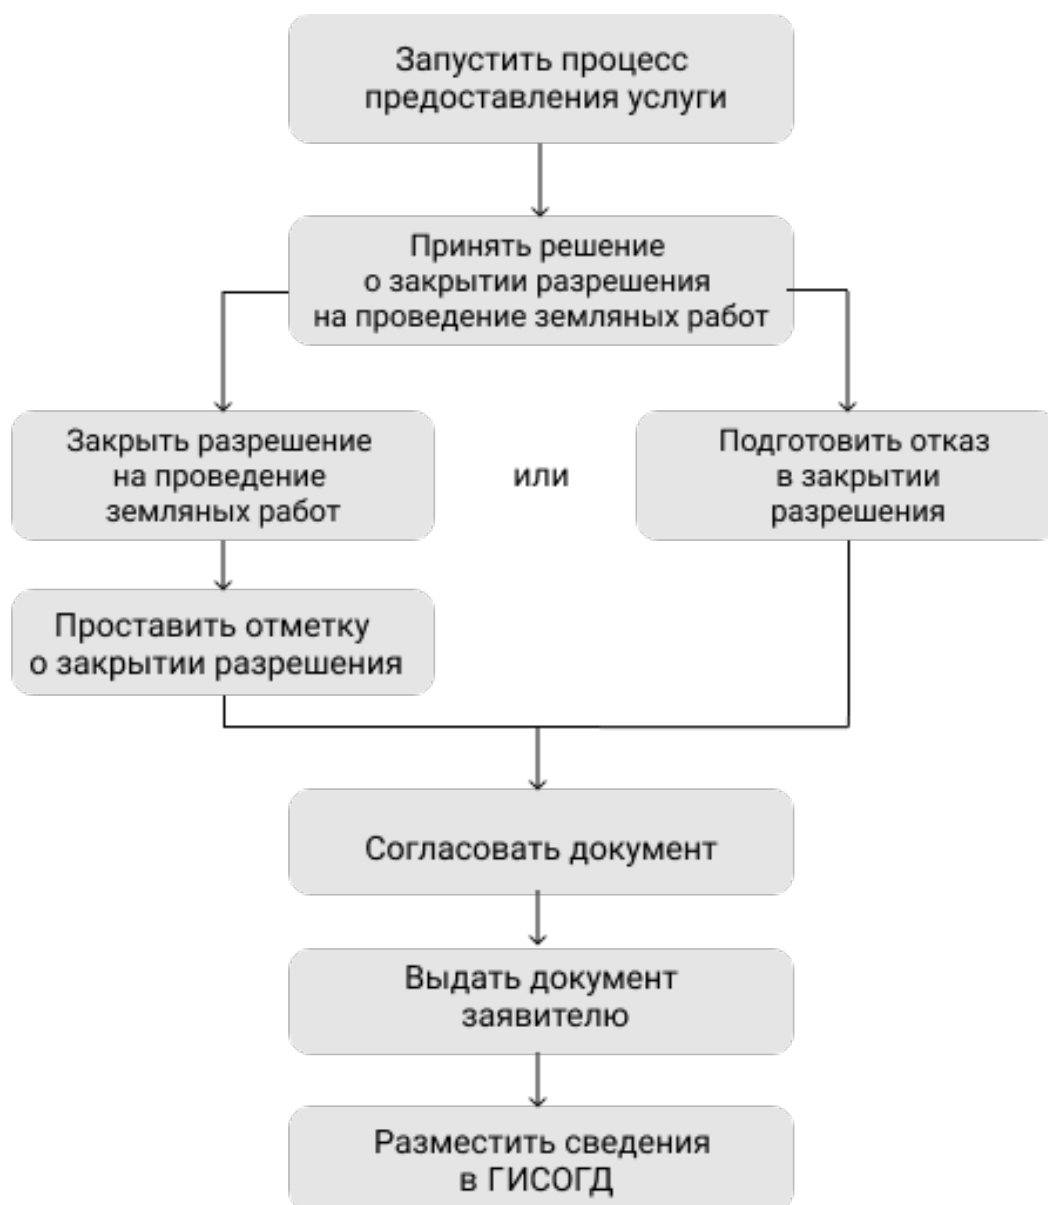 Запустить процесс
предоставления услуги
Принять решение
о закрытии разрешения
на проведение земляных работ
Закрыть разрешение
на проведение
земляных работ
или
Подготовить отказ
в закрытии
разрешения
Проставить отметку
о закрытии разрешения
Согласовать документ
Выдать документ
заявителю
Разместить сведения
в ГИСОГД